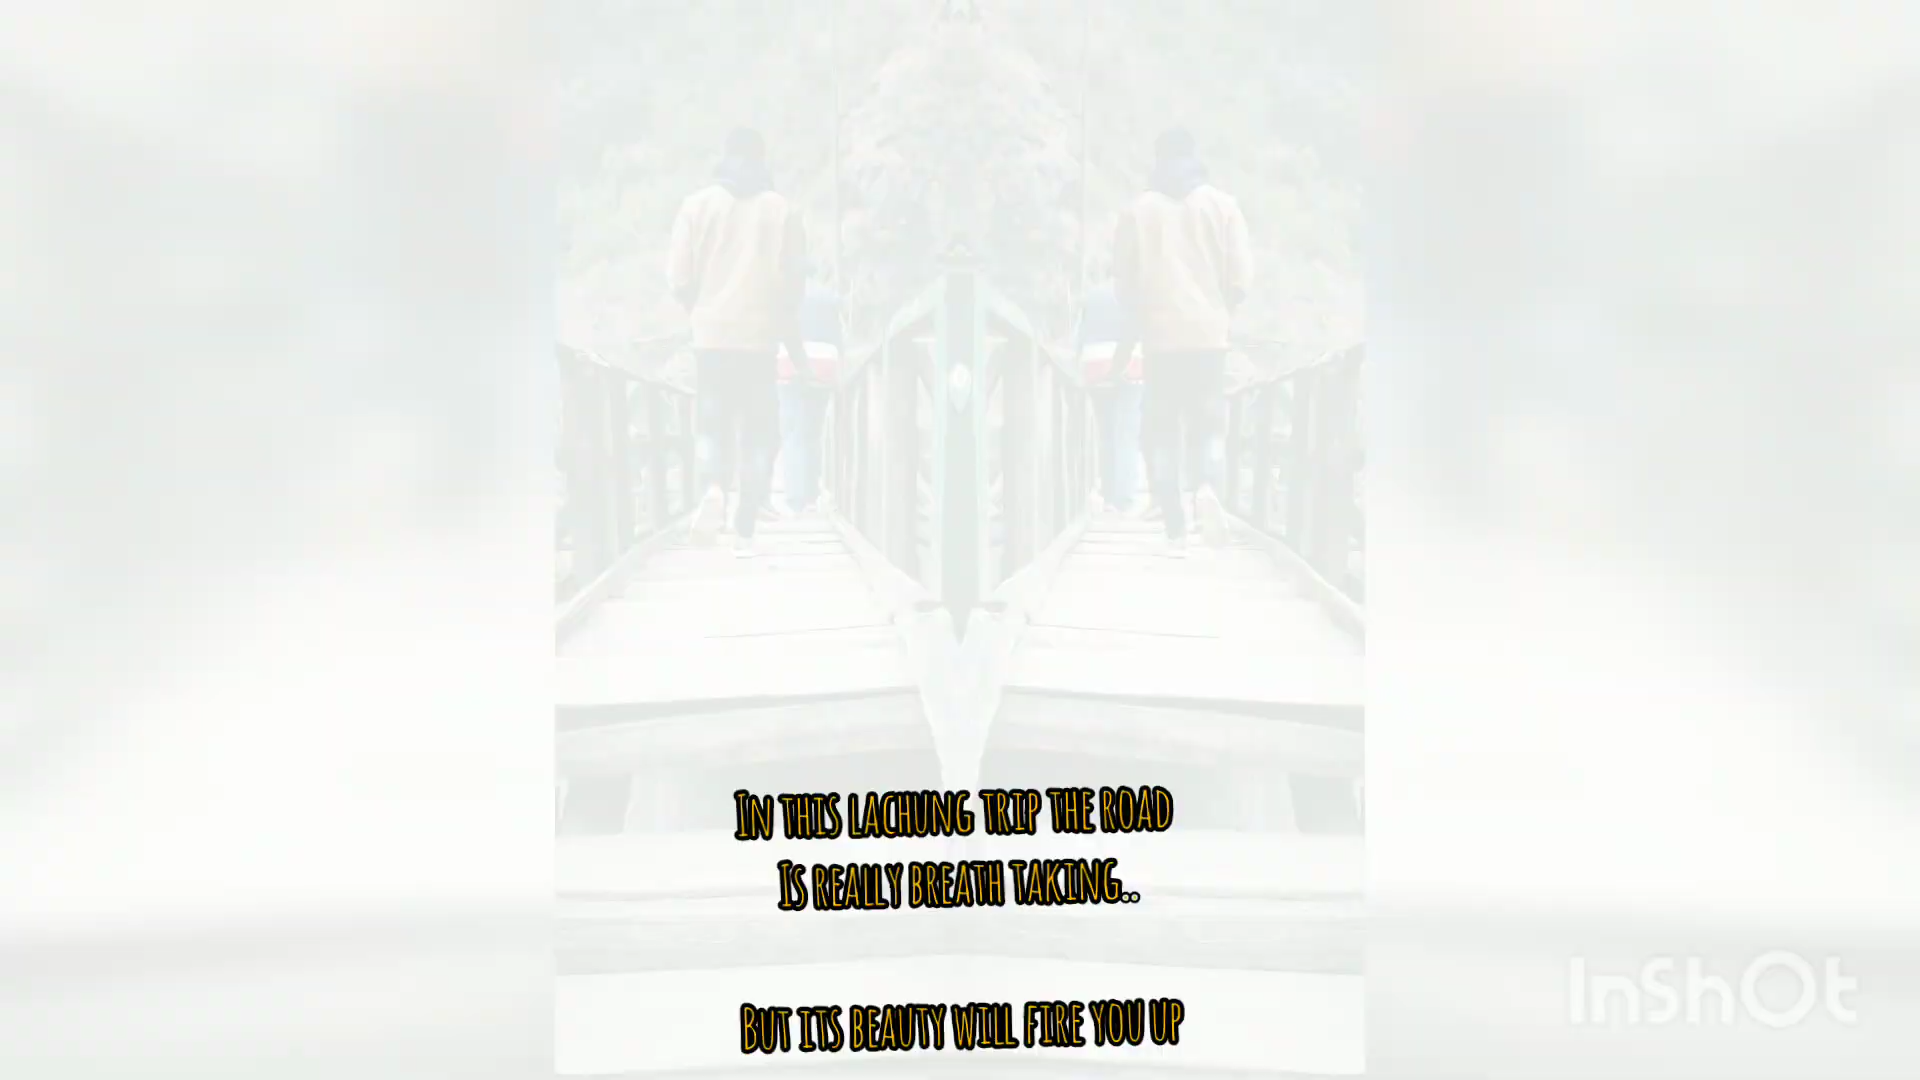 In this lachung trip the road
Is really breath taking..
But its beauty will fire you up
InShOt